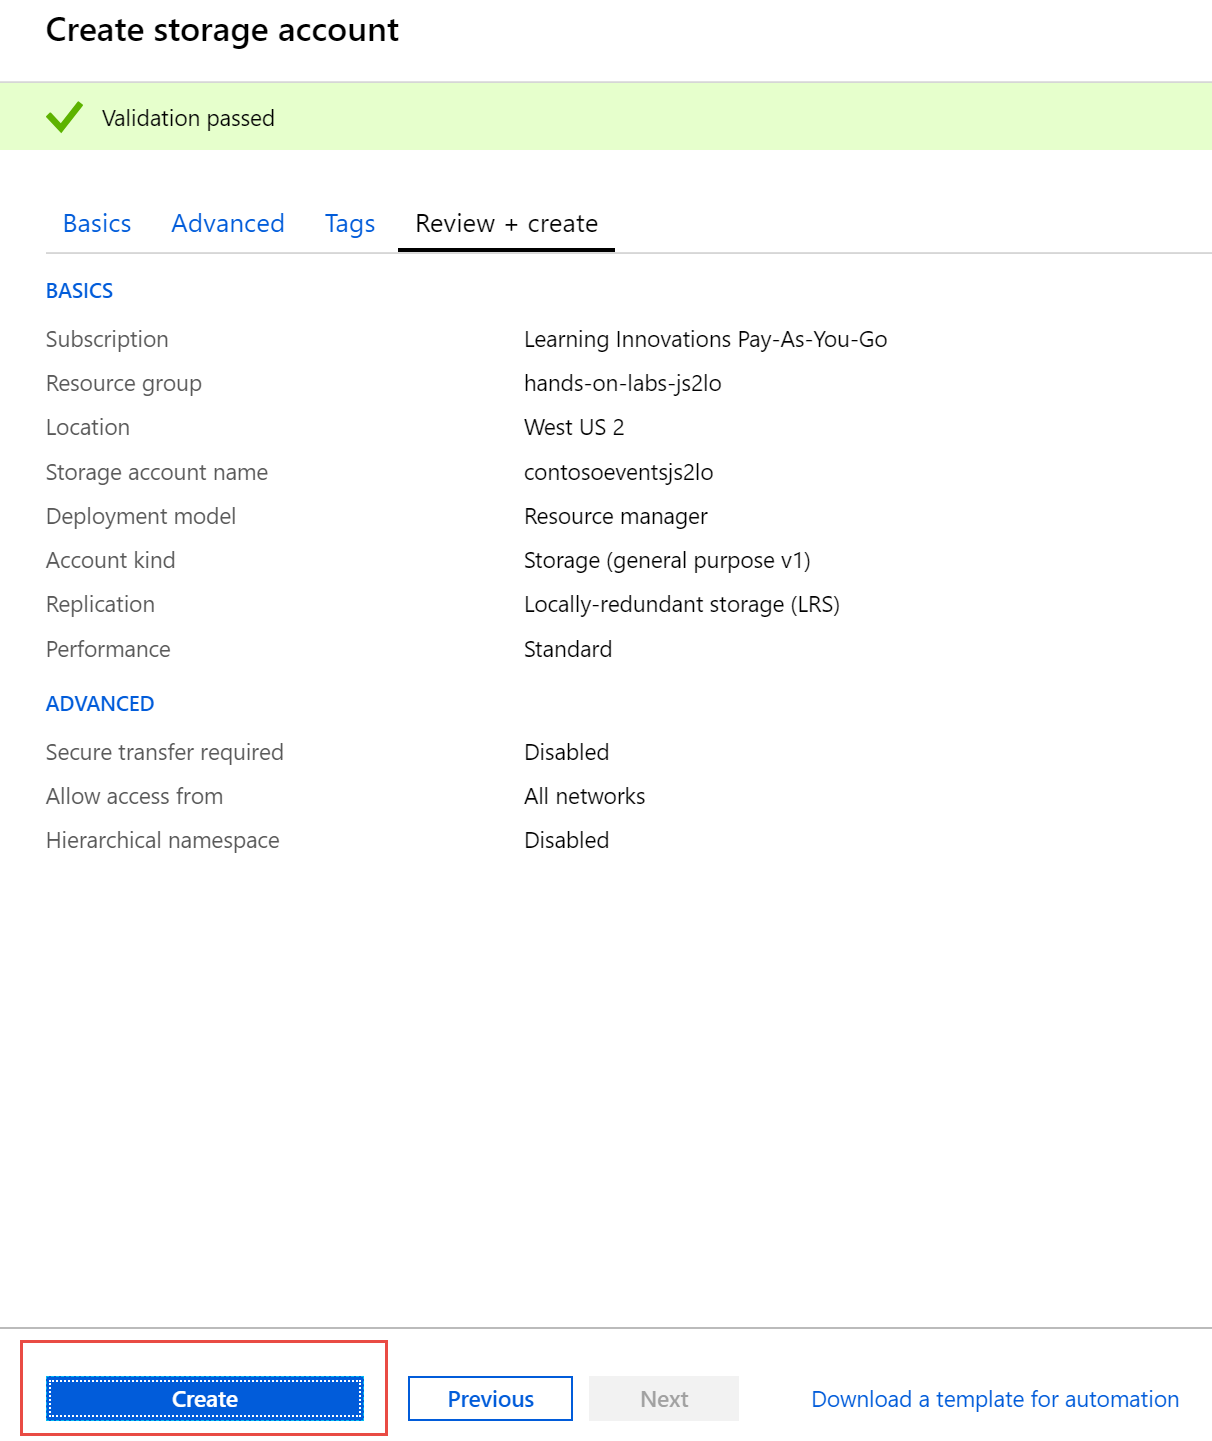 Create storage account
Validation passed
Basics Advanced Tags Review + create
BASICS
Subscription Learning Innovations Pay-As-You-Go
Resource group hands-on-labs-js2lo
Location West US 2
Storage account name contosoeventsjs2lo
Deployment model Resource manager
Account kind Storage (general purpose v1)
Replication Locally-redundant storage (LRS)
Performance Standard
ADVANCED
Secure transfer required Disabled
Allow access from All networks
Hierarchical namespace Disabled
Create Previous Next Download a template for automation